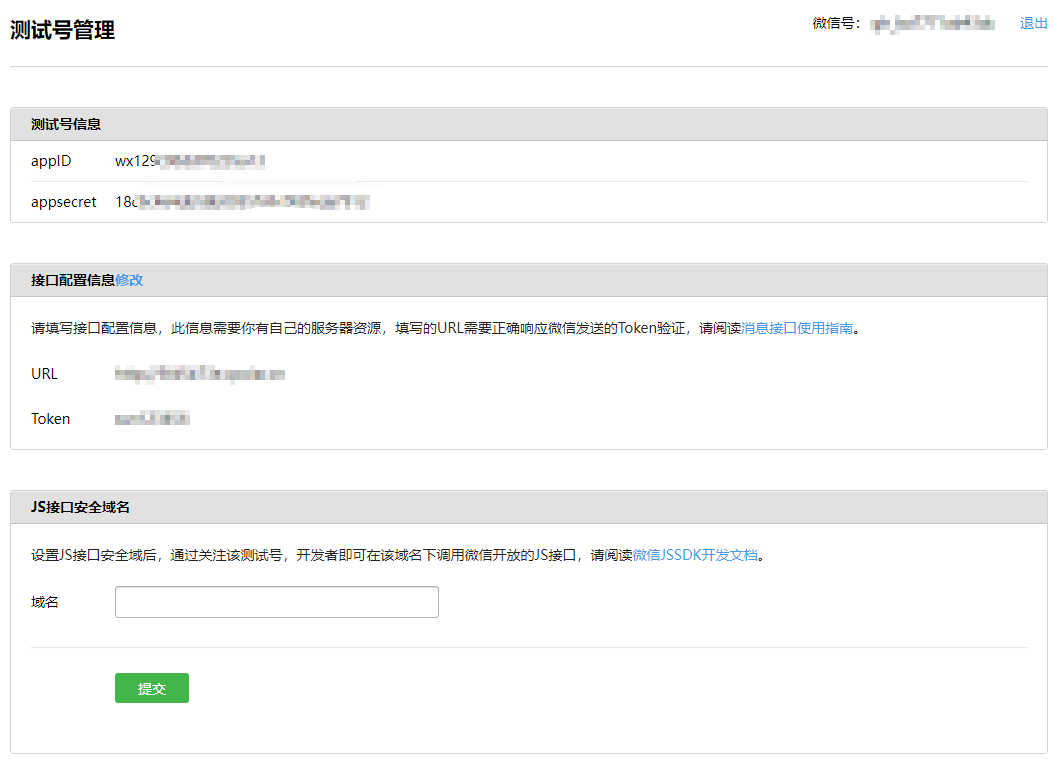 测试号管理
微信号：
退出
测试号信息
appID wx129
appsecret 18c
接口配置信息修改
请填写接口配置信息，此信息需要你有自己的服务器资源，填写的URL需要正确响应微信发送的Token验证，请阅读消息接口使用指南。
URL
Token
JS接口安全域名
设置JS接口安全域后，通过关注该测试号，开发者即可在该域名下调用微信开放的JS接口，请阅读微信JSSDK开发文档。
域名
提交